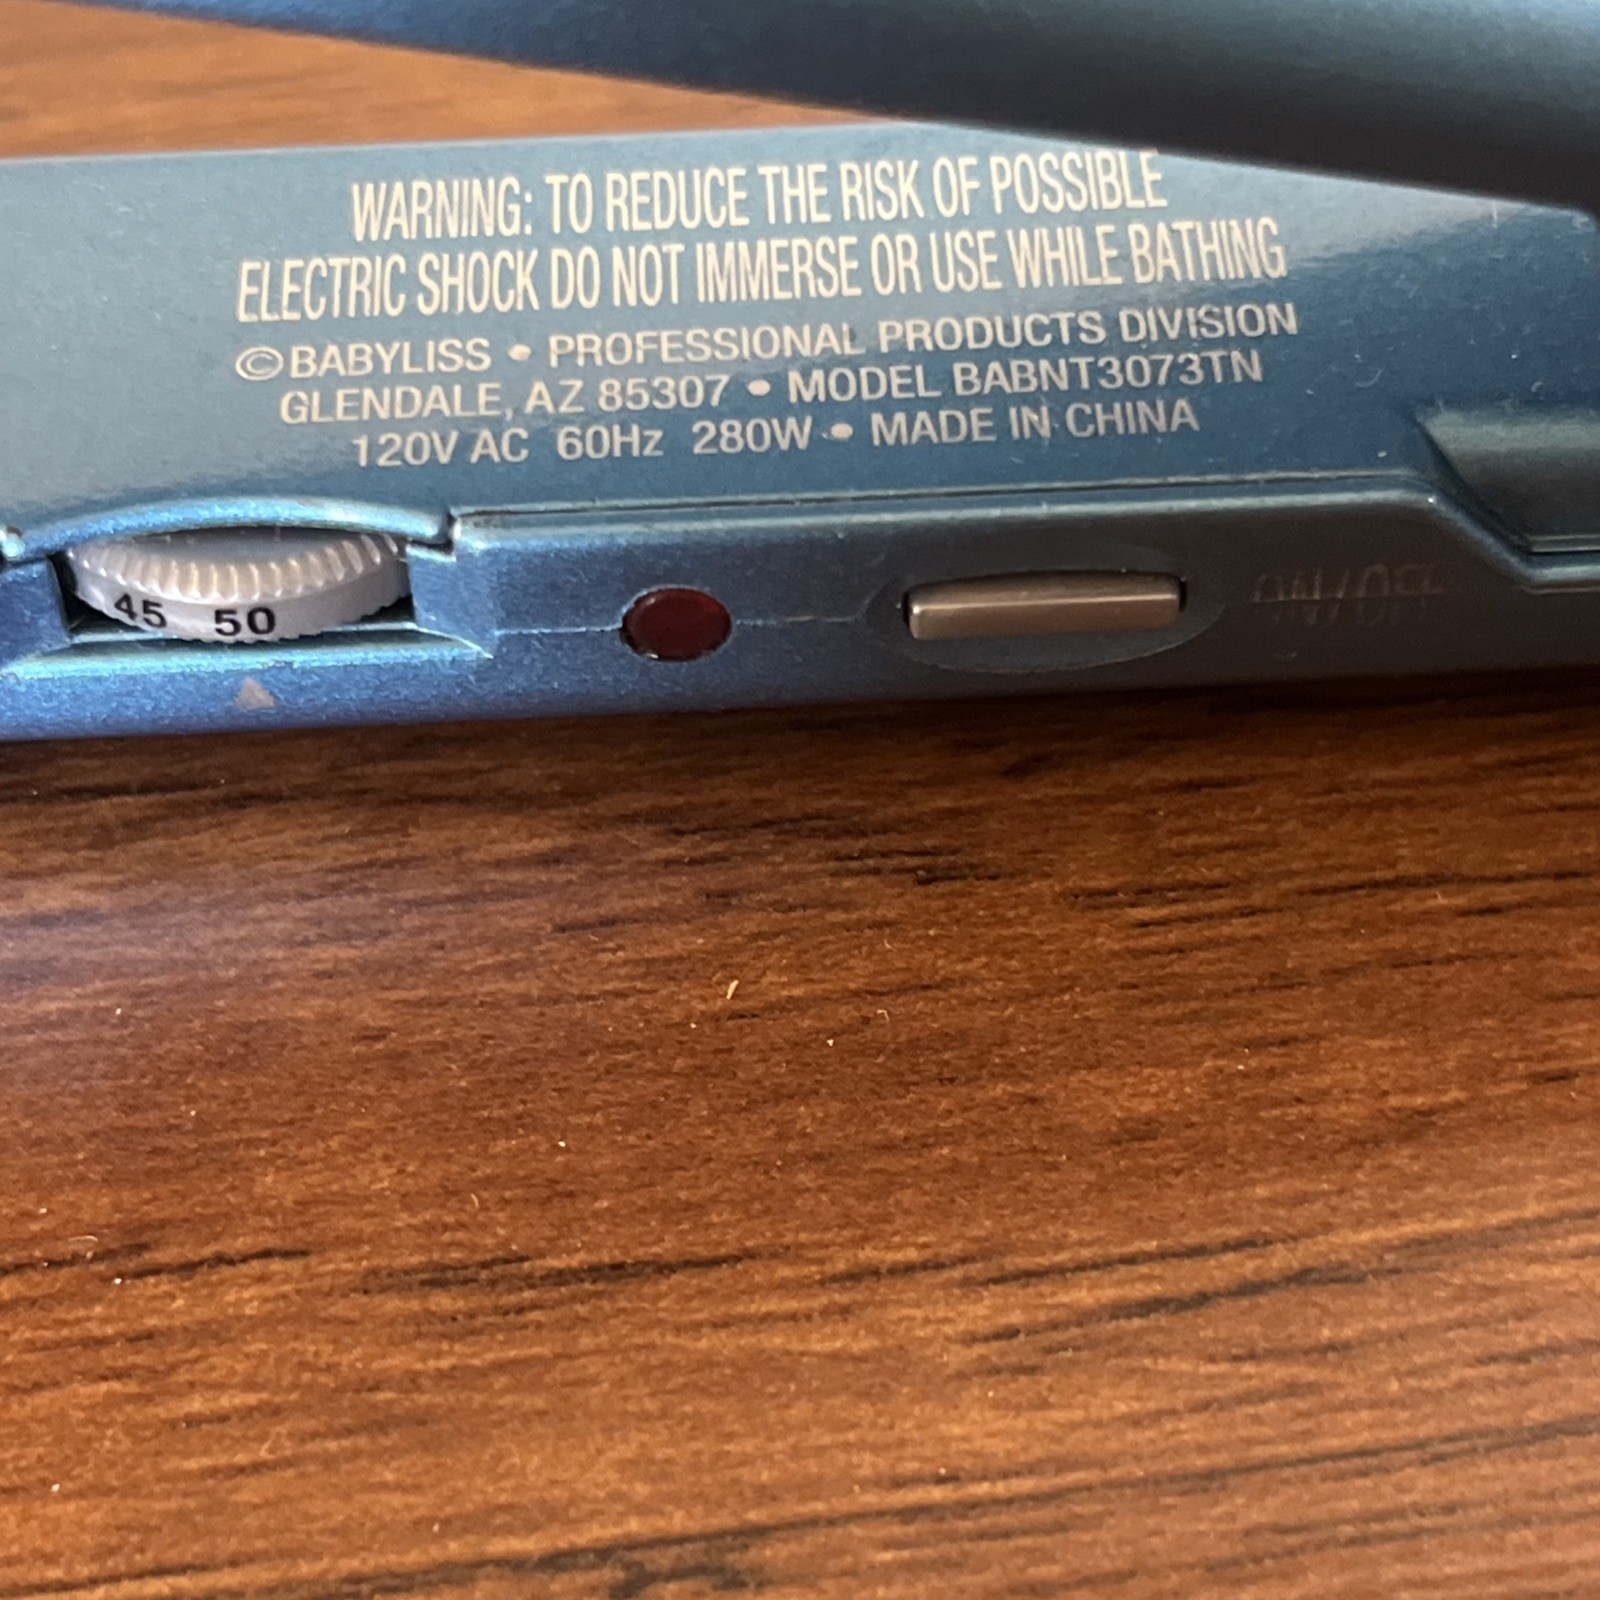 WARNING: TO REDUCE THE RISK OF POSSIBLE
ELECTRIC SHOCK DO NOT IMMERSE OR USE WHILE BATHING
©BABYLISS • PROFESSIONAL PRODUCTS DIVISION
GLENDALE, AZ 85307 • MODEL BABNT3073TN
120V AC 60Hz 280W • MADE IN CHINA
45 50
ON/OFF